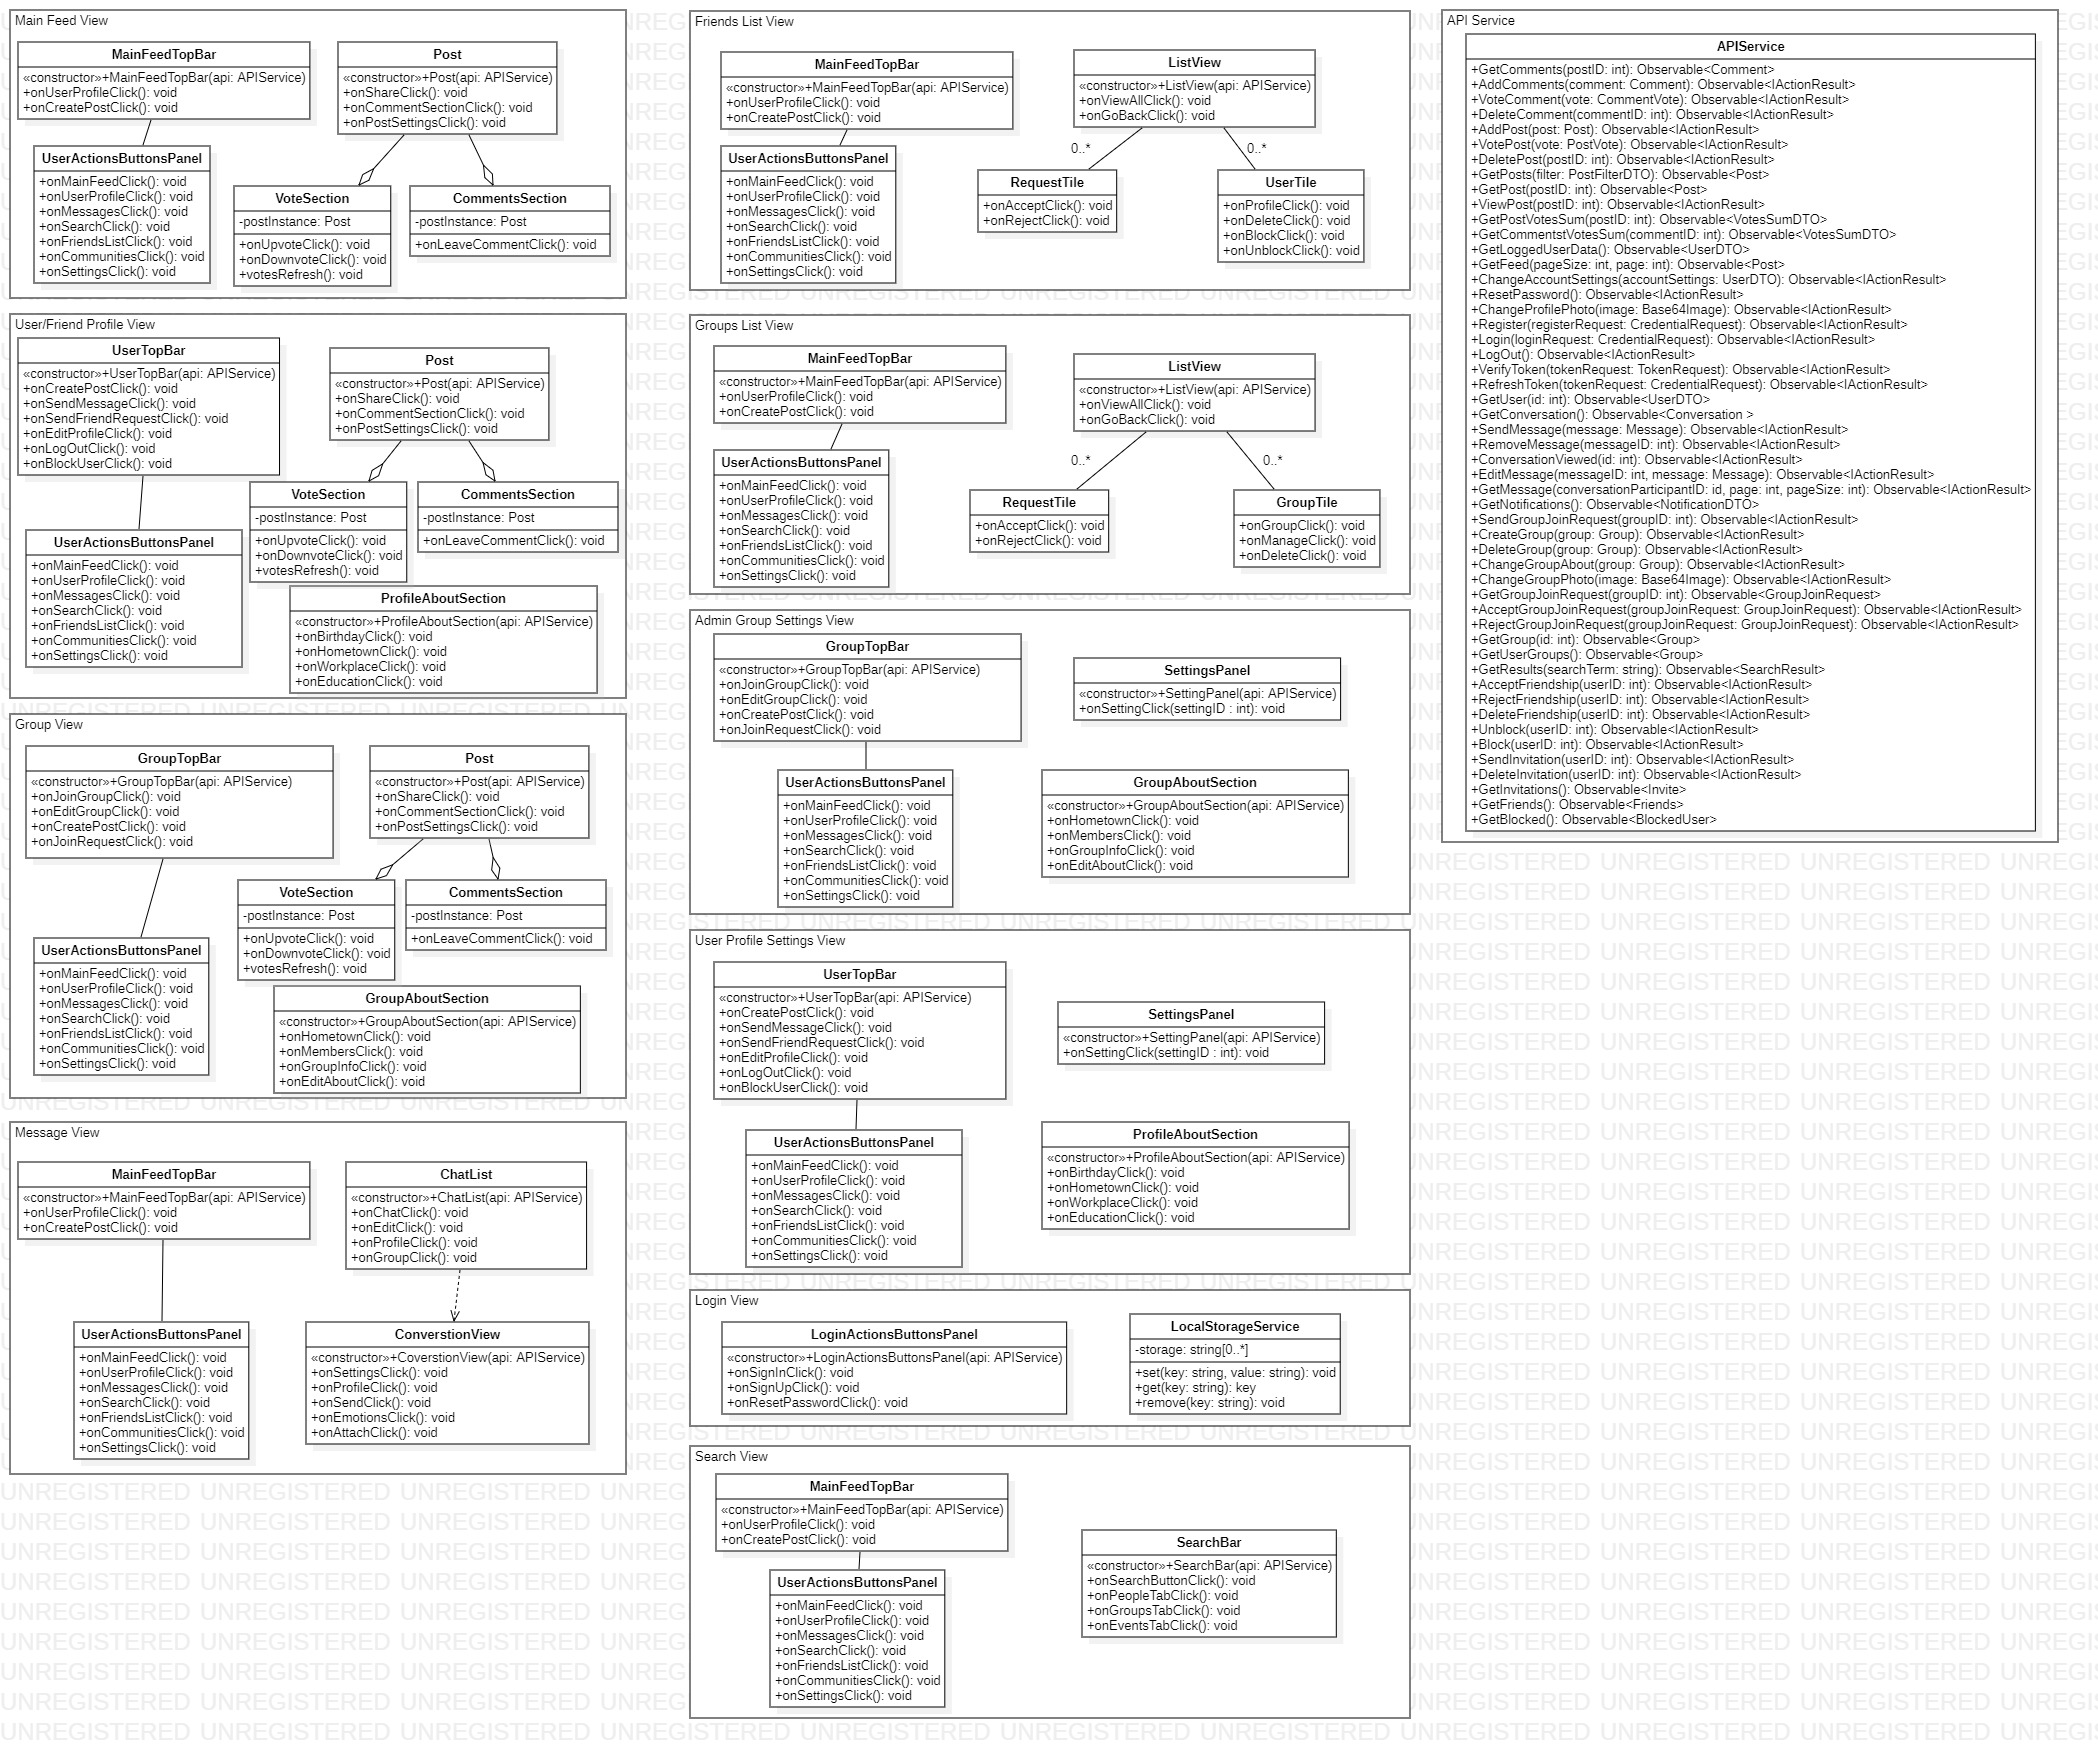 Main Feed View
MainFeedTopBar
«constructor»+MainFeedTopBar(api: APIService)
+onUserProfileClick(): void
+onCreatePostClick(): void
Post
«constructor»+Post(api: APIService)
+onShareClick(): void
+onCommentSectionClick(): void
+onPostSettingsClick(): void
UserActionsButtonsPanel
+onMainFeedClick(): void
+onUserProfileClick(): void
+onMessagesClick(): void
+onSearchClick(): void
+onFriendsListClick(): void
+onCommunitiesClick(): void
+onSettingsClick(): void
VoteSection
-postInstance: Post
+onUpvoteClick(): void
+onDownvoteClick(): void
+votesRefresh(): void
CommentsSection
-postInstance: Post
+onLeaveCommentClick(): void
User/Friend Profile View
UserTopBar
«constructor»+UserTopBar(api: APIService)
+onCreatePostClick(): void
+onSendMessageClick(): void
+onSendFriendRequestClick(): void
+onEditProfileClick(): void
+onLogOutClick(): void
+onBlockUserClick(): void
Post
«constructor»+Post(api: APIService)
+onShareClick(): void
+onCommentSectionClick(): void
+onPostSettingsClick(): void
VoteSection
-postInstance: Post
+onUpvoteClick(): void
+onDownvoteClick(): void
+votesRefresh(): void
CommentsSection
-postInstance: Post
+onLeaveCommentClick(): void
UserActionsButtonsPanel
+onMainFeedClick(): void
+onUserProfileClick(): void
+onMessagesClick(): void
+onSearchClick(): void
+onFriendsListClick(): void
+onCommunitiesClick(): void
+onSettingsClick(): void
ProfileAboutSection
«constructor»+ProfileAboutSection(api: APIService)
+onBirthdayClick(): void
+onHometownClick(): void
+onWorkplaceClick(): void
+onEducationClick(): void
Group View
GroupTopBar
«constructor»+GroupTopBar(api: APIService)
+onJoinGroupClick(): void
+onEditGroupClick(): void
+onCreatePostClick(): void
+onJoinRequestClick(): void
Post
«constructor»+Post(api: APIService)
+onShareClick(): void
+onCommentSectionClick(): void
+onPostSettingsClick(): void
VoteSection
-postInstance: Post
+onUpvoteClick(): void
+onDownvoteClick(): void
+votesRefresh(): void
CommentsSection
-postInstance: Post
+onLeaveCommentClick(): void
UserActionsButtonsPanel
+onMainFeedClick(): void
+onUserProfileClick(): void
+onMessagesClick(): void
+onSearchClick(): void
+onFriendsListClick(): void
+onCommunitiesClick(): void
+onSettingsClick(): void
GroupAboutSection
«constructor»+GroupAboutSection(api: APIService)
+onHometownClick(): void
+onMembersClick(): void
+onGroupInfoClick(): void
+onEditAboutClick(): void
Message View
MainFeedTopBar
«constructor»+MainFeedTopBar(api: APIService)
+onUserProfileClick(): void
+onCreatePostClick(): void
ChatList
«constructor»+ChatList(api: APIService)
+onChatClick(): void
+onEditClick(): void
+onProfileClick(): void
+onGroupClick(): void
UserActionsButtonsPanel
+onMainFeedClick(): void
+onUserProfileClick(): void
+onMessagesClick(): void
+onSearchClick(): void
+onFriendsListClick(): void
+onCommunitiesClick(): void
+onSettingsClick(): void
ConverstionView
«constructor»+CoverstionView(api: APIService)
+onSettingsClick(): void
+onProfileClick(): void
+onSendClick(): void
+onEmotionsClick(): void
+onAttachClick(): void
Friends List View
MainFeedTopBar
«constructor»+MainFeedTopBar(api: APIService)
+onUserProfileClick(): void
+onCreatePostClick(): void
ListView
«constructor»+ListView(api: APIService)
+onViewAllClick(): void
+onGoBackClick(): void
0..*
0..*
UserActionsButtonsPanel
+onMainFeedClick(): void
+onUserProfileClick(): void
+onMessagesClick(): void
+onSearchClick(): void
+onFriendsListClick(): void
+onCommunitiesClick(): void
+onSettingsClick(): void
RequestTile
+onAcceptClick(): void
+onRejectClick(): void
UserTile
+onProfileClick(): void
+onDeleteClick(): void
+onBlockClick(): void
+onUnblockClick(): void
Groups List View
MainFeedTopBar
«constructor»+MainFeedTopBar(api: APIService)
+onUserProfileClick(): void
+onCreatePostClick(): void
ListView
«constructor»+ListView(api: APIService)
+onViewAllClick(): void
+onGoBackClick(): void
0..*
0..*
UserActionsButtonsPanel
+onMainFeedClick(): void
+onUserProfileClick(): void
+onMessagesClick(): void
+onSearchClick(): void
+onFriendsListClick(): void
+onCommunitiesClick(): void
+onSettingsClick(): void
RequestTile
+onAcceptClick(): void
+onRejectClick(): void
GroupTile
+onGroupClick(): void
+onManageClick(): void
+onDeleteClick(): void
Admin Group Settings View
GroupTopBar
«constructor»+GroupTopBar(api: APIService)
+onJoinGroupClick(): void
+onEditGroupClick(): void
+onCreatePostClick(): void
+onJoinRequestClick(): void
SettingsPanel
«constructor»+SettingPanel(api: APIService)
+onSettingClick(settingID : int): void
UserActionsButtonsPanel
+onMainFeedClick(): void
+onUserProfileClick(): void
+onMessagesClick(): void
+onSearchClick(): void
+onFriendsListClick(): void
+onCommunitiesClick(): void
+onSettingsClick(): void
GroupAboutSection
«constructor»+GroupAboutSection(api: APIService)
+onHometownClick(): void
+onMembersClick(): void
+onGroupInfoClick(): void
+onEditAboutClick(): void
User Profile Settings View
UserTopBar
«constructor»+UserTopBar(api: APIService)
+onCreatePostClick(): void
+onSendMessageClick(): void
+onSendFriendRequestClick(): void
+onEditProfileClick(): void
+onLogOutClick(): void
+onBlockUserClick(): void
SettingsPanel
«constructor»+SettingPanel(api: APIService)
+onSettingClick(settingID : int): void
UserActionsButtonsPanel
+onMainFeedClick(): void
+onUserProfileClick(): void
+onMessagesClick(): void
+onSearchClick(): void
+onFriendsListClick(): void
+onCommunitiesClick(): void
+onSettingsClick(): void
ProfileAboutSection
«constructor»+ProfileAboutSection(api: APIService)
+onBirthdayClick(): void
+onHometownClick(): void
+onWorkplaceClick(): void
+onEducationClick(): void
Login View
LoginActionsButtonsPanel
«constructor»+LoginActionsButtonsPanel(api: APIService)
+onSignInClick(): void
+onSignUpClick(): void
+onResetPasswordClick(): void
LocalStorageService
-storage: string[0..*]
+set(key: string, value: string): void
+get(key: string): key
+remove(key: string): void
Search View
MainFeedTopBar
«constructor»+MainFeedTopBar(api: APIService)
+onUserProfileClick(): void
+onCreatePostClick(): void
UserActionsButtonsPanel
+onMainFeedClick(): void
+onUserProfileClick(): void
+onMessagesClick(): void
+onSearchClick(): void
+onFriendsListClick(): void
+onCommunitiesClick(): void
+onSettingsClick(): void
SearchBar
«constructor»+SearchBar(api: APIService)
+onSearchButtonClick(): void
+onPeopleTabClick(): void
+onGroupsTabClick(): void
+onEventsTabClick(): void
API Service
APIService
+GetComments(postID: int): Observable<Comment>
+AddComments(comment: Comment): Observable<IActionResult>
+VoteComment(vote: CommentVote): Observable<IActionResult>
+DeleteComment(commentID: int): Observable<IActionResult>
+AddPost(post: Post): Observable<IActionResult>
+VotePost(vote: PostVote): Observable<IActionResult>
+DeletePost(postID: int): Observable<IActionResult>
+GetPosts(filter: PostFilterDTO): Observable<Post>
+GetPost(postID: int): Observable<Post>
+ViewPost(postID: int): Observable<IActionResult>
+GetPostVotesSum(postID: int): Observable<VotesSumDTO>
+GetCommentstVotesSum(commentID: int): Observable<VotesSumDTO>
+GetLoggedUserData(): Observable<UserDTO>
+GetFeed(pageSize: int, page: int): Observable<Post>
+ChangeAccountSettings(accountSettings: UserDTO): Observable<IActionResult>
+ResetPassword(): Observable<IActionResult>
+ChangeProfilePhoto(image: Base64Image): Observable<IActionResult>
+Register(registerRequest: CredentialRequest): Observable<IActionResult>
+Login(loginRequest: CredentialRequest): Observable<IActionResult>
+LogOut(): Observable<IActionResult>
+VerifyToken(tokenRequest: TokenRequest): Observable<IActionResult>
+RefreshToken(tokenRequest: CredentialRequest): Observable<IActionResult>
+GetUser(id: int): Observable<UserDTO>
+GetConversation(): Observable<Conversation >
+SendMessage(message: Message): Observable<IActionResult>
+RemoveMessage(messageID: int): Observable<IActionResult>
+ConversationViewed(id: int): Observable<IActionResult>
+EditMessage(messageID: int, message: Message): Observable<IActionResult>
+GetMessage(conversationParticipantID: id, page: int, pageSize: int): Observable<IActionResult>
+GetNotifications(): Observable<NotificationDTO>
+SendGroupJoinRequest(groupID: int): Observable<IActionResult>
+CreateGroup(group: Group): Observable<IActionResult>
+DeleteGroup(group: Group): Observable<IActionResult>
+ChangeGroupAbout(group: Group): Observable<IActionResult>
+ChangeGroupPhoto(image: Base64Image): Observable<IActionResult>
+GetGroupJoinRequest(groupID: int): Observable<GroupJoinRequest>
+AcceptGroupJoinRequest(groupJoinRequest: GroupJoinRequest): Observable<IActionResult>
+RejectGroupJoinRequest(groupJoinRequest: GroupJoinRequest): Observable<IActionResult>
+GetGroup(id: int): Observable<Group>
+GetUserGroups(): Observable<Group>
+GetResults(searchTerm: string): Observable<SearchResult>
+AcceptFriendship(userID: int): Observable<IActionResult>
+RejectFriendship(userID: int): Observable<IActionResult>
+DeleteFriendship(userID: int): Observable<IActionResult>
+Unblock(userID: int): Observable<IActionResult>
+Block(userID: int): Observable<IActionResult>
+SendInvitation(userID: int): Observable<IActionResult>
+DeleteInvitation(userID: int): Observable<IActionResult>
+GetInvitations(): Observable<Invite>
+GetFriends(): Observable<Friends>
+GetBlocked(): Observable<BlockedUser>